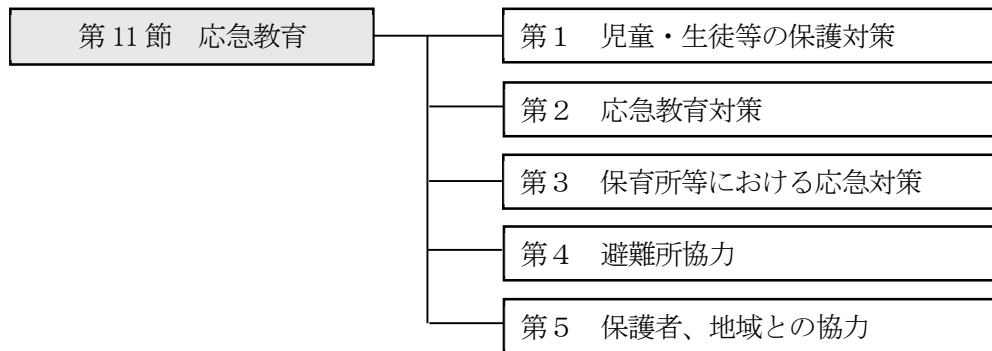 第 11 節　応急教育
第１　児童・生徒等の保護対策
第２　応急教育対策
第３　保育所等における応急対策
第４　避難所協力
第５　保護者、地域との協力